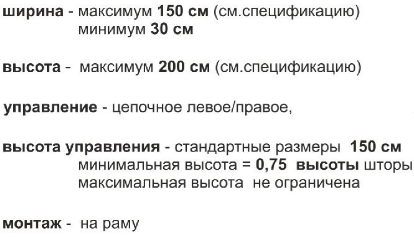 ширина - максимум 150 см (см.спецификацию)
минимум 30 см
высота - максимум 200 см (см.спецификацию)
управление - цепочное левое/правое,
высота управления - стандартные размеры 150 см
минимальная высота = 0,75 высоты шторы
максимальная высота не ограничена
монтаж - на раму